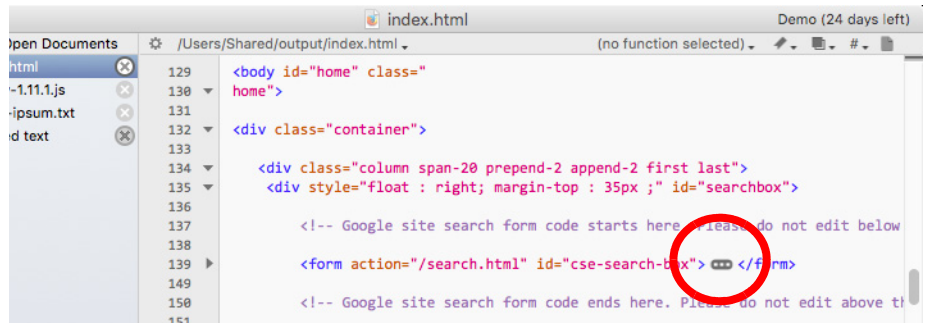 index.html
Demo (24 days left)
Open Documents
/Users/Shared/output/index.html
(no function selected)
#
html
-1.11.1.js
-ipsum.txt
ed text
129 <body id="home" class="
130 home">
131
132 <div class="container">
133
134 <div class="column span-20 prepend-2 append-2 first last">
135 <div style="float : right; margin-top : 35px ;" id="searchbox">
136
137 <!-- Google site search form code starts here. Please do not edit below
138
139 <form action="/search.html" id="cse-search-box"> ••• </form>
149
150 <!-- Google site search form code ends here. Please do not edit above th
151